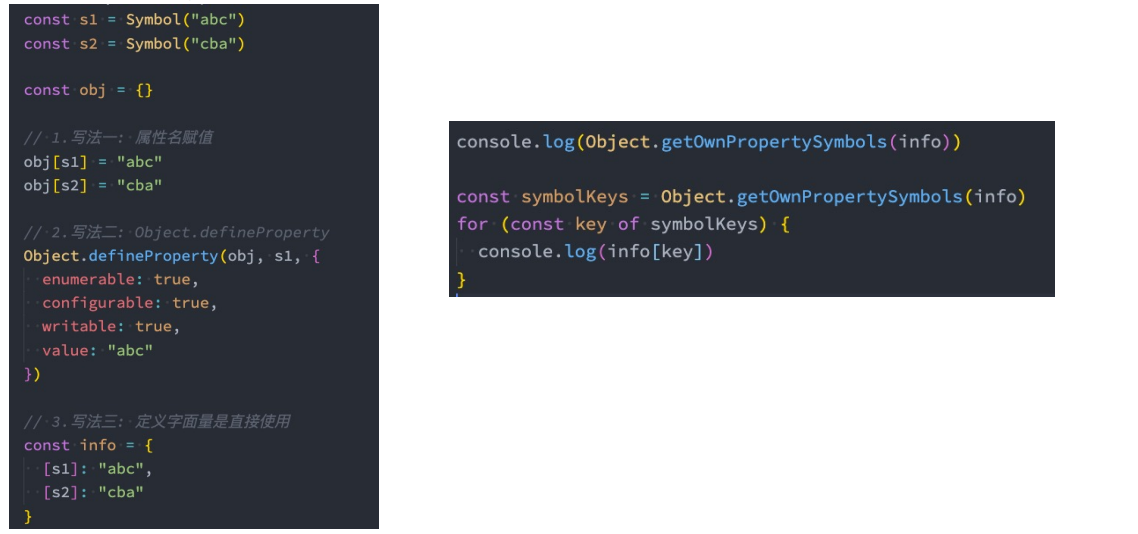 const s1 = Symbol("abc")
const s2 = Symbol("cba")
const obj = {}
// 1.写法一: 属性名赋值
obj[s1] = "abc"
obj[s2] = "cba"
// 2.写法二: Object.defineProperty
Object.defineProperty(obj, s1, {
  enumerable: true,
  configurable: true,
  writable: true,
  value: "abc"
})
// 3.写法三: 定义字面量是直接使用
const info = {
  [s1]: "abc",
  [s2]: "cba"
}
console.log(Object.getOwnPropertySymbols(info))
const symbolKeys = Object.getOwnPropertySymbols(info)
for (const key of symbolKeys) {
  console.log(info[key])
}